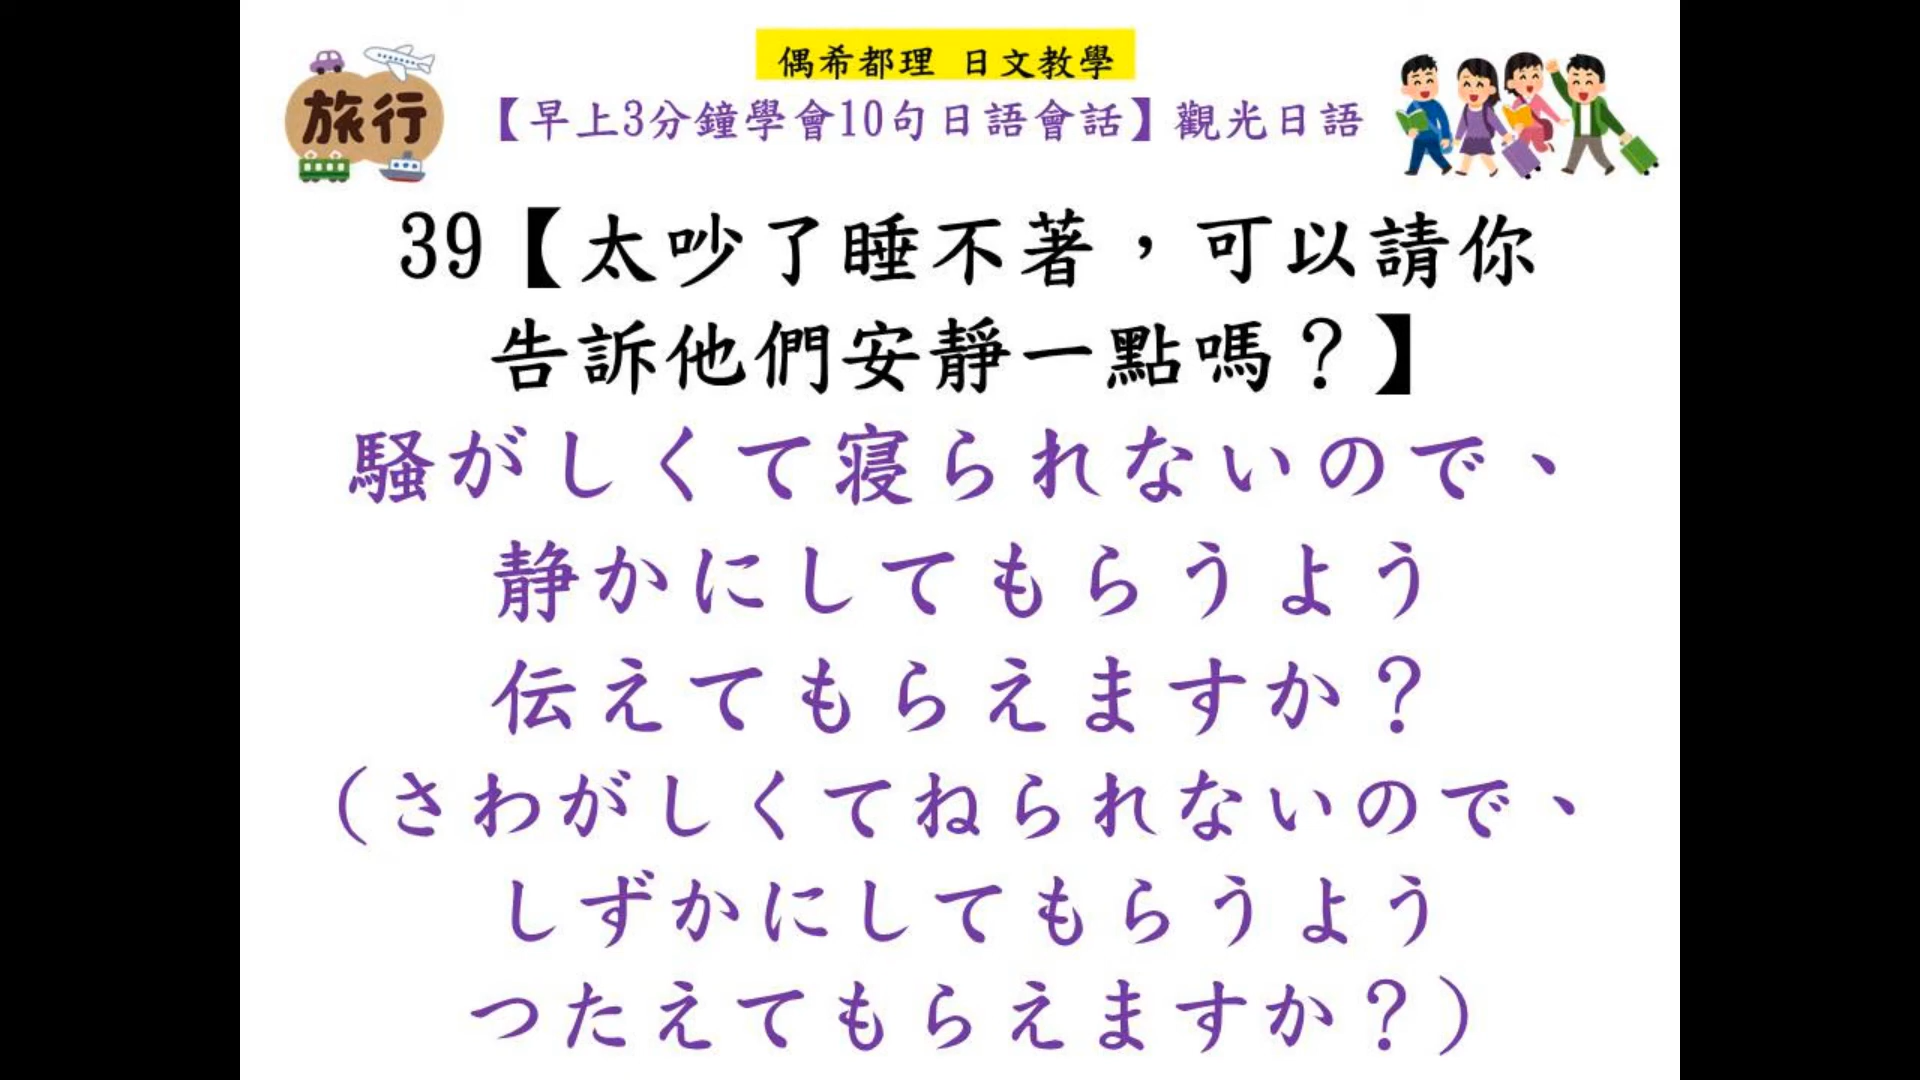 偶希都理 日文教學
旅行
【早上3分鐘學會10句日語會話】觀光日語
39【太吵了睡不著，可以請你
告訴他們安靜一點嗎？】
騒がしくて寝られないので、
静かにしてもらうよう
伝えてもらえますか？
（さわがしくてねられないので、
しずかにしてもらうよう
つたえてもらえますか？）